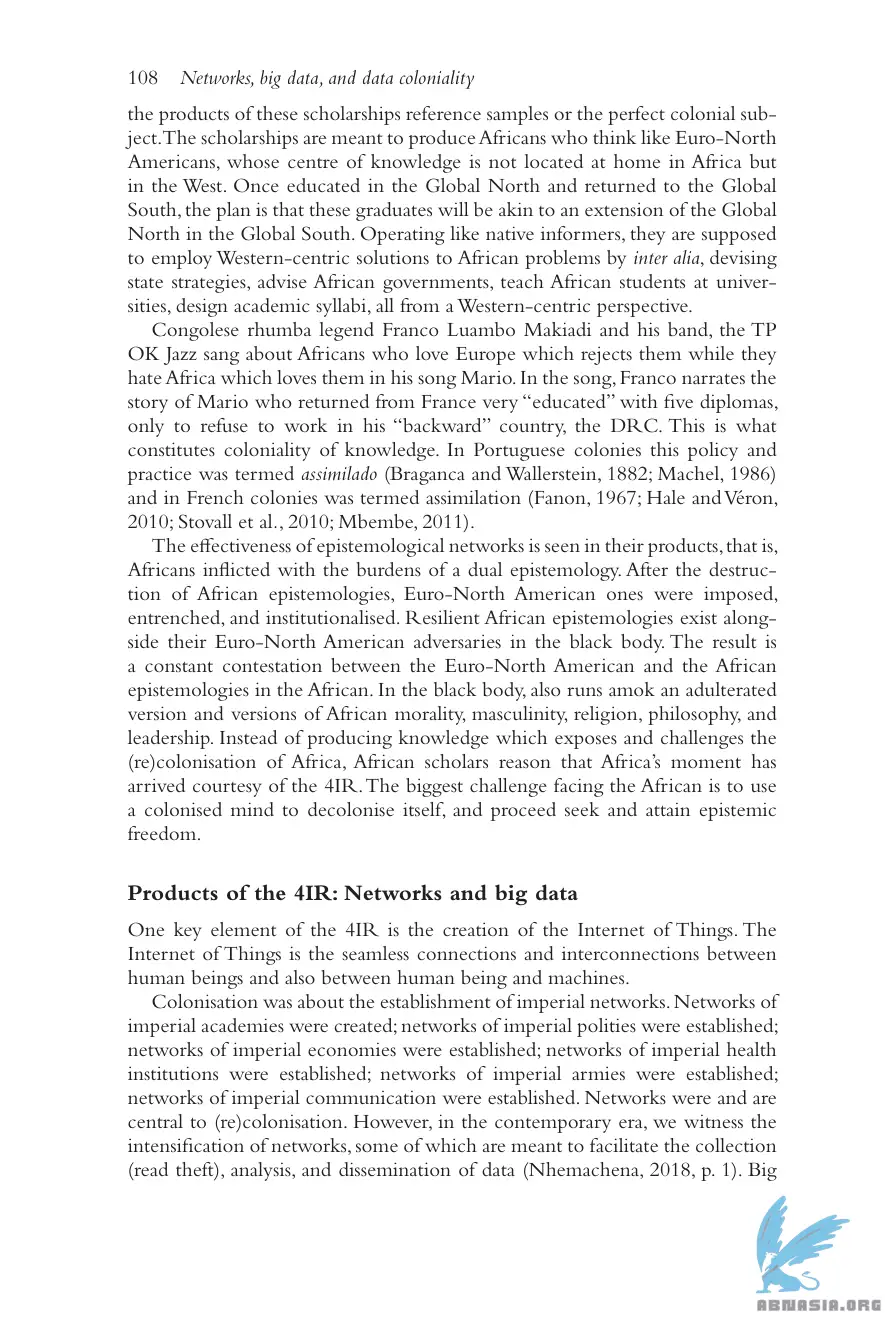 108 Networks, big data, and data coloniality
the products of these scholarships reference samples or the perfect colonial sub-
ject. The scholarships are meant to produce Africans who think like Euro-North
Americans, whose centre of knowledge is not located at home in Africa but
in the West. Once educated in the Global North and returned to the Global
South, the plan is that these graduates will be akin to an extension of the Global
North in the Global South. Operating like native informers, they are supposed
to employ Western-centric solutions to African problems by inter alia, devising
state strategies, advise African governments, teach African students at univer-
sities, design academic syllabi, all from a Western-centric perspective.
Congolese rhumba legend Franco Luambo Makiadi and his band, the TP
OK Jazz sang about Africans who love Europe which rejects them while they
hate Africa which loves them in his song Mario. In the song, Franco narrates the
story of Mario who returned from France very “educated” with five diplomas,
only to refuse to work in his “backward” country, the DRC. This is what
constitutes coloniality of knowledge. In Portuguese colonies this policy and
practice was termed assimilado (Braganca and Wallerstein, 1882; Machel, 1986)
and in French colonies was termed assimilation (Fanon, 1967; Hale and Véron,
2010; Stovall et al., 2010; Mbembe, 2011).
The effectiveness of epistemological networks is seen in their products, that is,
Africans inflicted with the burdens of a dual epistemology. After the destruc-
tion of African epistemologies, Euro-North American ones were imposed,
entrenched, and institutionalised. Resilient African epistemologies exist along-
side their Euro-North American adversaries in the black body. The result is
a constant contestation between the Euro-North American and the African
epistemologies in the African. In the black body, also runs amok an adulterated
version and versions of African morality, masculinity, religion, philosophy, and
leadership. Instead of producing knowledge which exposes and challenges the
(re)colonisation of Africa, African scholars reason that Africa’s moment has
arrived courtesy of the 4IR. The biggest challenge facing the African is to use
a colonised mind to decolonise itself, and proceed seek and attain epistemic
freedom.
Products of the 4IR: Networks and big data
One key element of the 4IR is the creation of the Internet of Things. The
Internet of Things is the seamless connections and interconnections between
human beings and also between human being and machines.
Colonisation was about the establishment of imperial networks. Networks of
imperial academies were created; networks of imperial polities were established;
networks of imperial economies were established; networks of imperial health
institutions were established; networks of imperial armies were established;
networks of imperial communication were established. Networks were and are
central to (re)colonisation. However, in the contemporary era, we witness the
intensification of networks, some of which are meant to facilitate the collection
(read theft), analysis, and dissemination of data (Nhemachena, 2018, p. 1). Big
ABNASIA.ORG